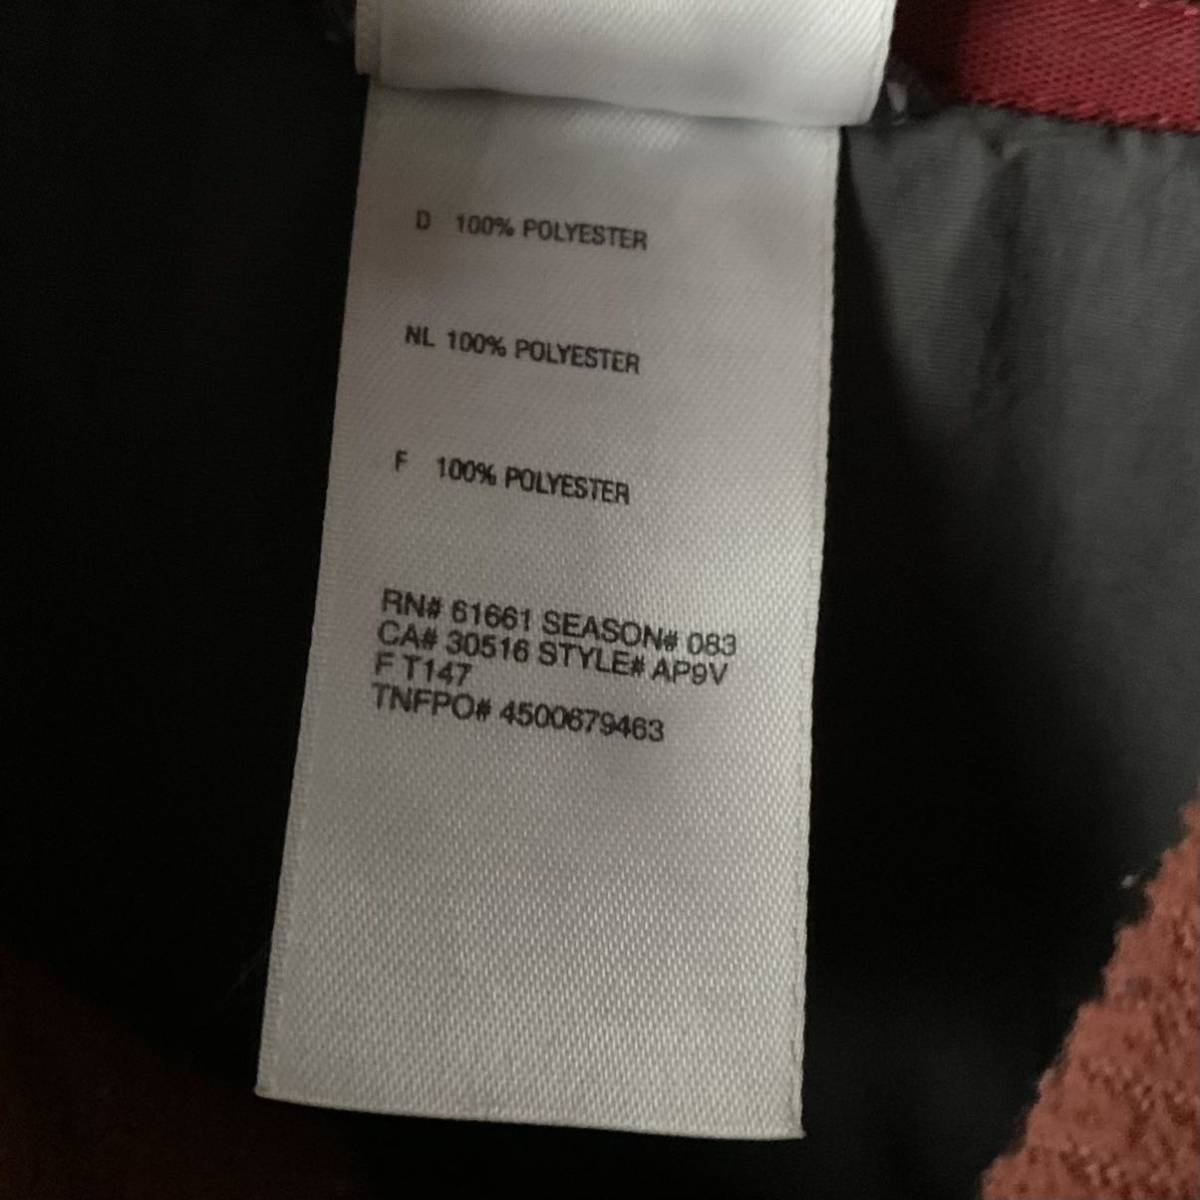 D 100% POLYESTER
NL 100% POLYESTER
F 100% POLYESTER
RN# 61661 SEASON# 083
CA# 30516 STYLE# AP9V
F T147
TNFPO# 4500679463